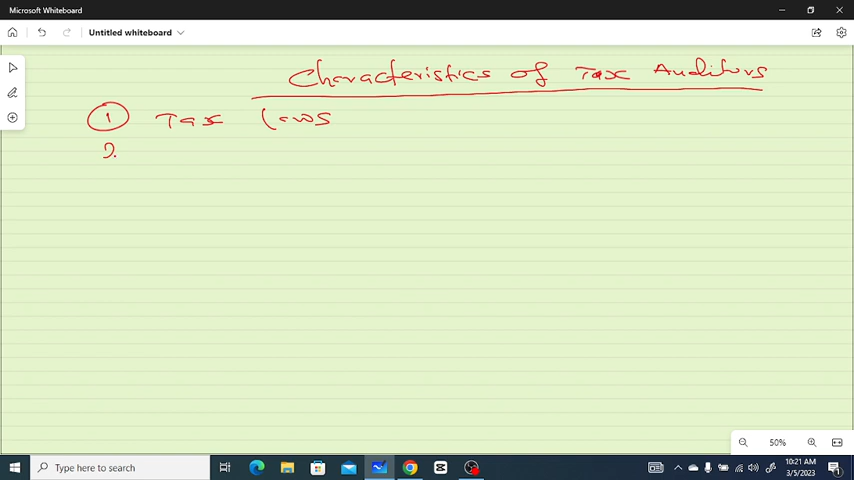 Microsoft Whiteboard
Untitled whiteboard
Characteristics of Tax Auditors
1 Tax Laws
2.
50%
Type here to search
10:21 AM
3/5/2023
1